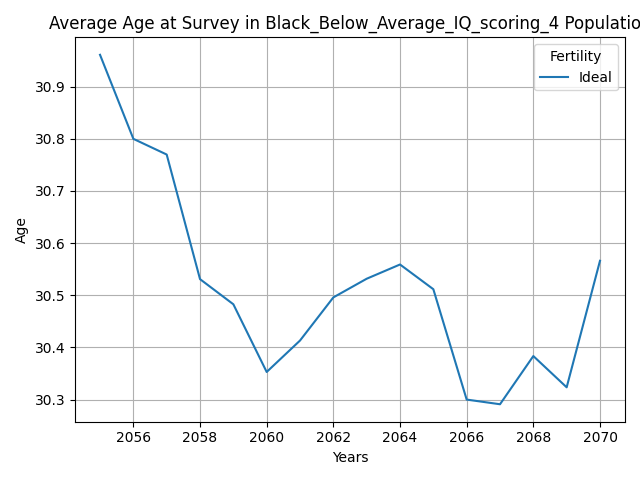 Average Age at Survey in Black_Below_Average_IQ_scoring_4 Populatio
Fertility
Ideal
30.9
30.8
30.7
30.6
30.5
30.4
30.3
Age
2056 2058 2060 2062 2064 2066 2068 2070
Years